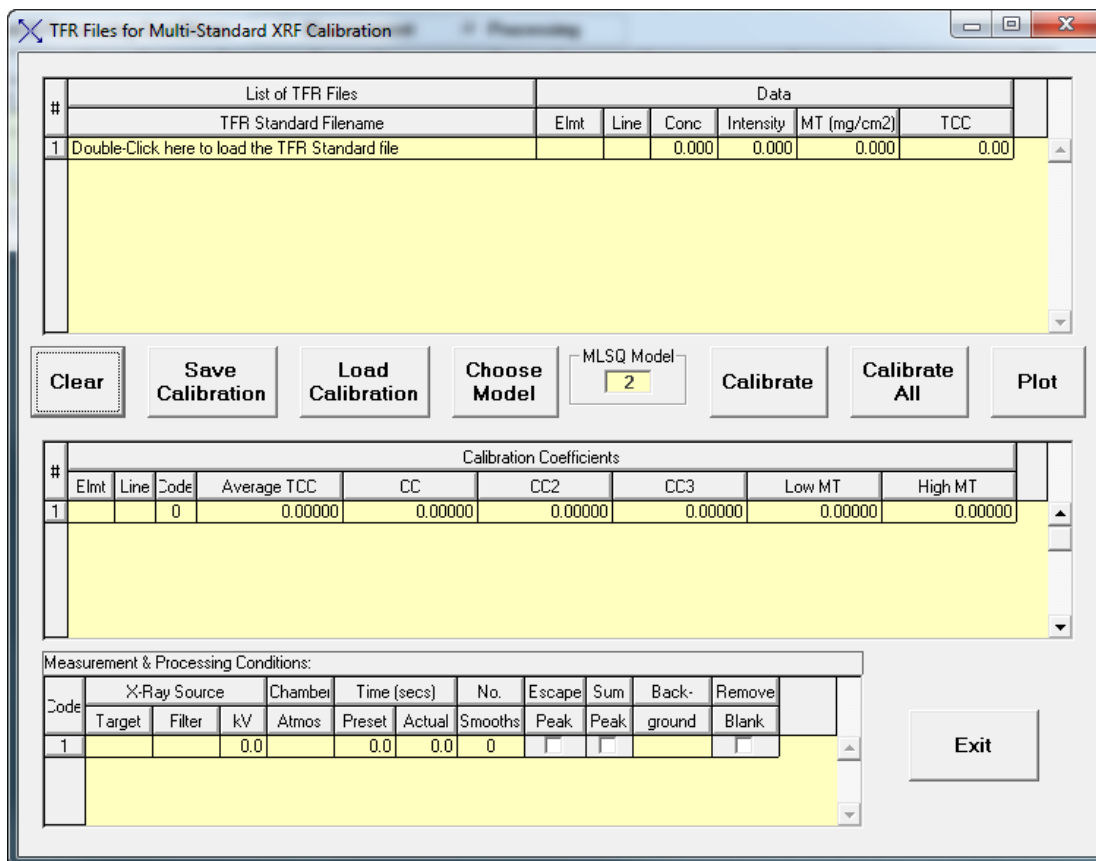 TFR Files for Multi-Standard XRF Calibration
Processing
# List of TFR Files Data
TFR Standard Filename Elmt Line Conc Intensity MT (mg/cm2) TCC
1 Double-Click here to load the TFR Standard file 0.000 0.000 0.000 0.00
Clear Save Calibration Load Calibration Choose Model MLSQ Model 2 Calibrate Calibrate All Plot
# Calibration Coefficients
Elmt Line Code Average TCC CC CC2 CC3 Low MT High MT
1 0 0.00000 0.00000 0.00000 0.00000 0.00000 0.00000
Measurement & Processing Conditions:
Code X-Ray Source Chamber Time (secs) No. Escape Sum Back- Remove
Target Filter kV Atmos Preset Actual Smooths Peak Peak ground Blank
1 0.0 0.0 0.0 0
Exit